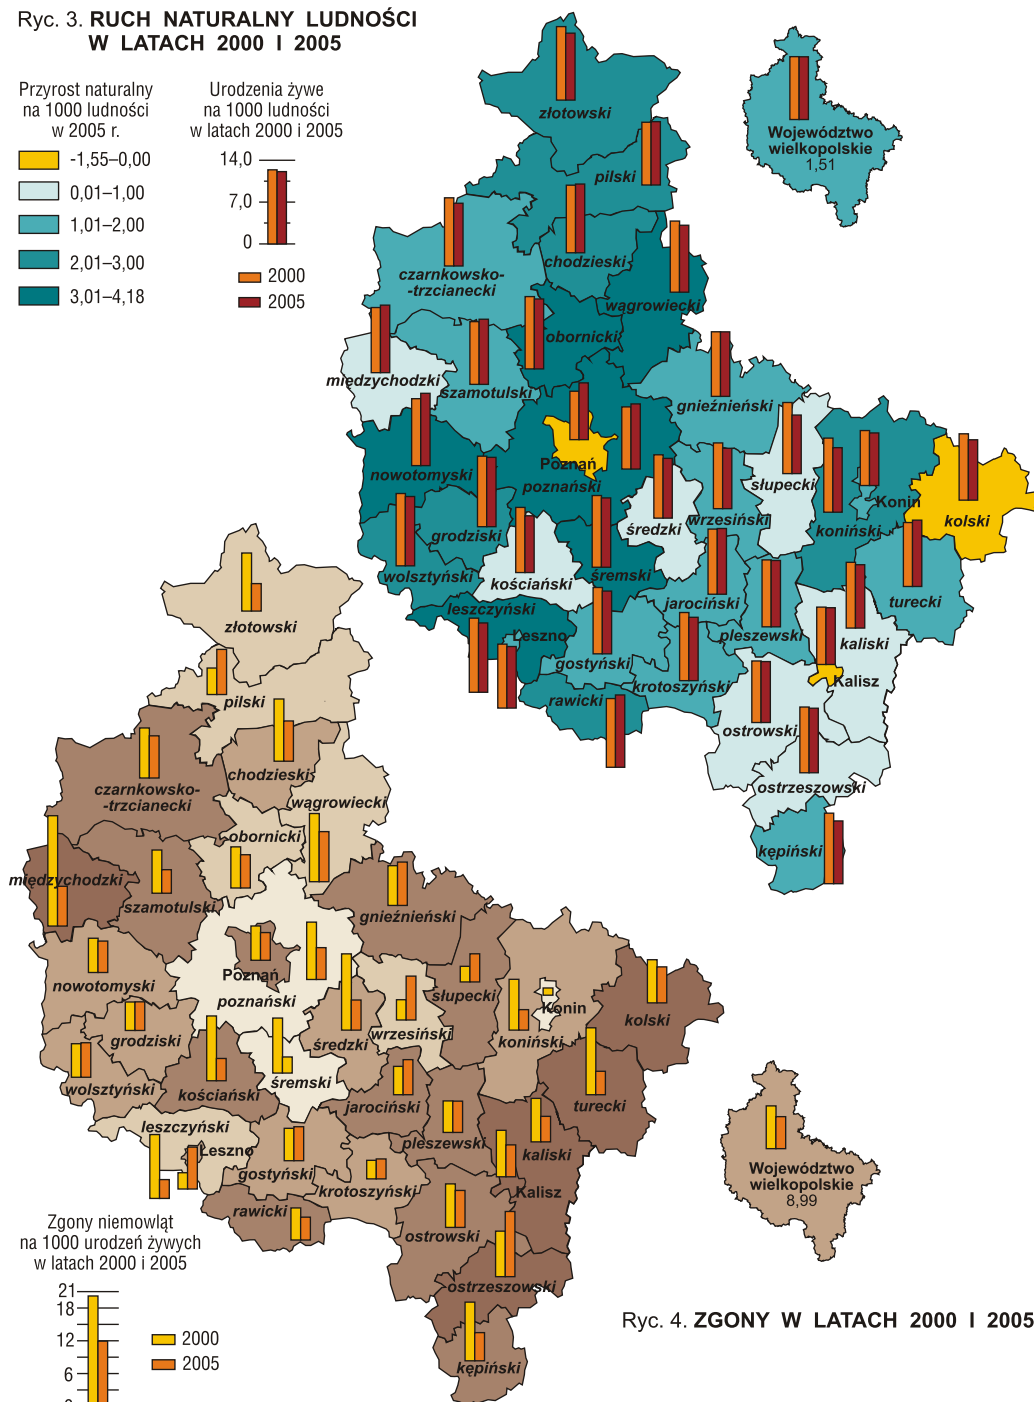 Ryc. 3. RUCH NATURALNY LUDNOŚCI
W LATACH 2000 I 2005
Przyrost naturalny
na 1000 ludności
w 2005 r.
-1,55–0,00
0,01–1,00
1,01–2,00
2,01–3,00
3,01–4,18
Urodzenia żywe
na 1000 ludności
w latach 2000 i 2005
14,0
7,0
0
2000
2005
złotowski
Województwo
wielkopolskie
1,51
pilski
chodzieski
czarnkowsko-
-trzcianecki
wągrowiecki
obornicki
międzychodzki
szamotulski
gnieźnieński
Poznań
poznański
nowotomyski
słupecki
Konin
koniński
kolski
średzki
wrzesiński
grodziski
wolsztyński
kościański
śremski
leszczyński
jarociński
turecki
Leszno
gostyński
pleszewski
kaliski
krotoszyński
Kalisz
rawicki
ostrowski
ostrzeszowski
kępiński
złotowski
pilski
chodzieski
czarnkowsko-
-trzcianecki
wągrowiecki
obornicki
międzychodzki
szamotulski
gnieźnieński
Poznań
poznański
nowotomyski
słupecki
Konin
koniński
kolski
wrzesiński
średzki
grodziski
śremski
wolsztyński
kościański
jarociński
turecki
leszczyński
Leszno
pleszewski
kaliski
gostyński
krotoszyński
Kalisz
rawicki
ostrowski
ostrzeszowski
kępiński
Województwo
wielkopolskie
8,99
Zgony niemowląt
na 1000 urodzeń żywych
w latach 2000 i 2005
21
18
12
6
2000
2005
Ryc. 4. ZGONY W LATACH 2000 I 2005